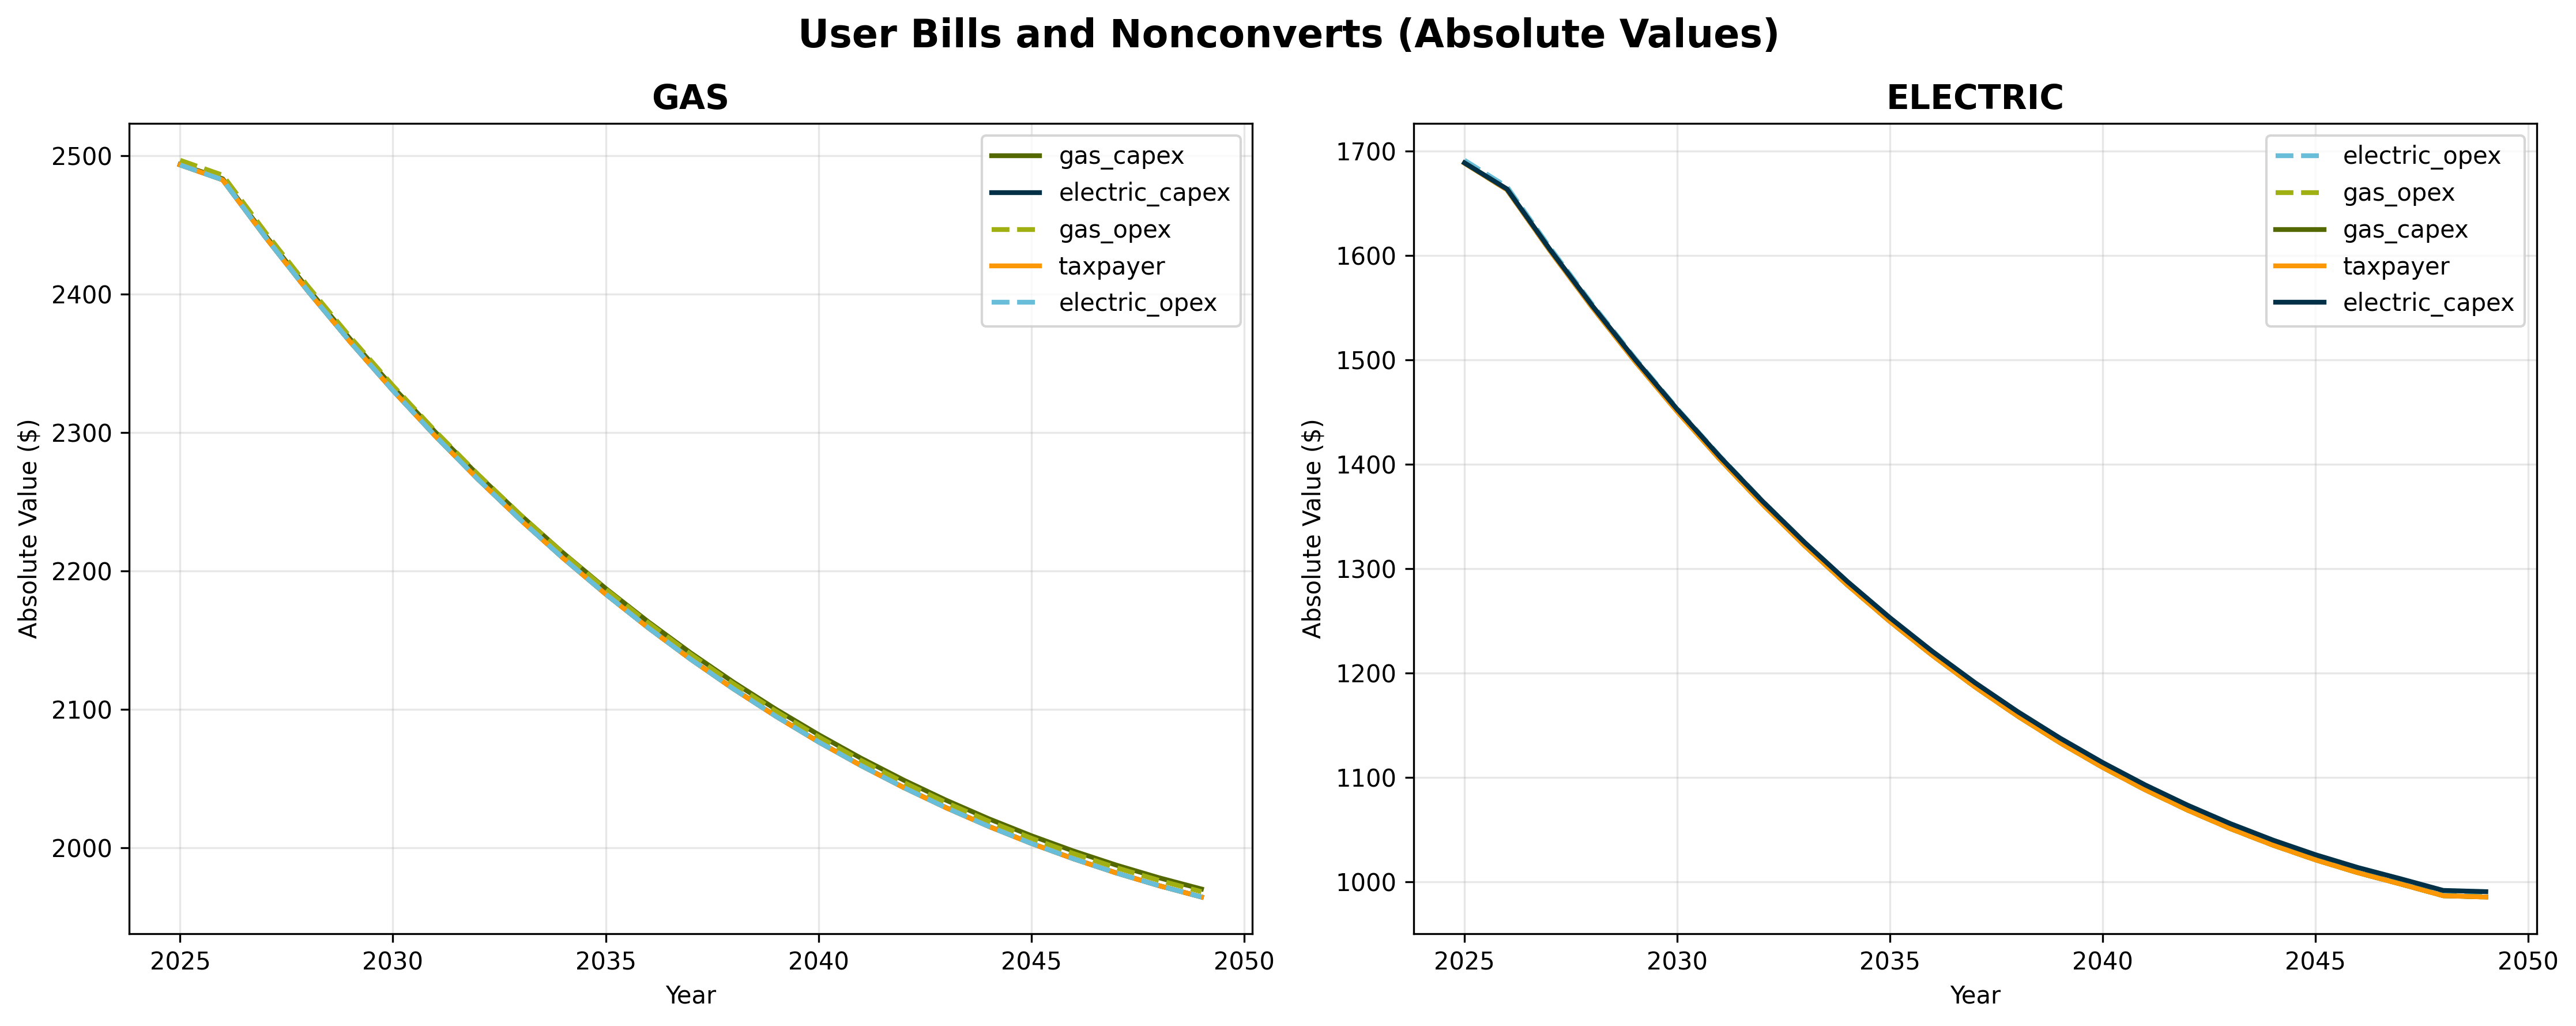 User Bills and Nonconverts (Absolute Values)
GAS
2500
2400
2300
2200
2100
2000
Absolute Value ($)
2025 2030 2035 2040 2045 2050
Year
gas_capex
electric_capex
gas_opex
taxpayer
electric_opex
ELECTRIC
1700
1600
1500
1400
1300
1200
1100
1000
Absolute Value ($)
2025 2030 2035 2040 2045 2050
Year
electric_opex
gas_opex
gas_capex
taxpayer
electric_capex